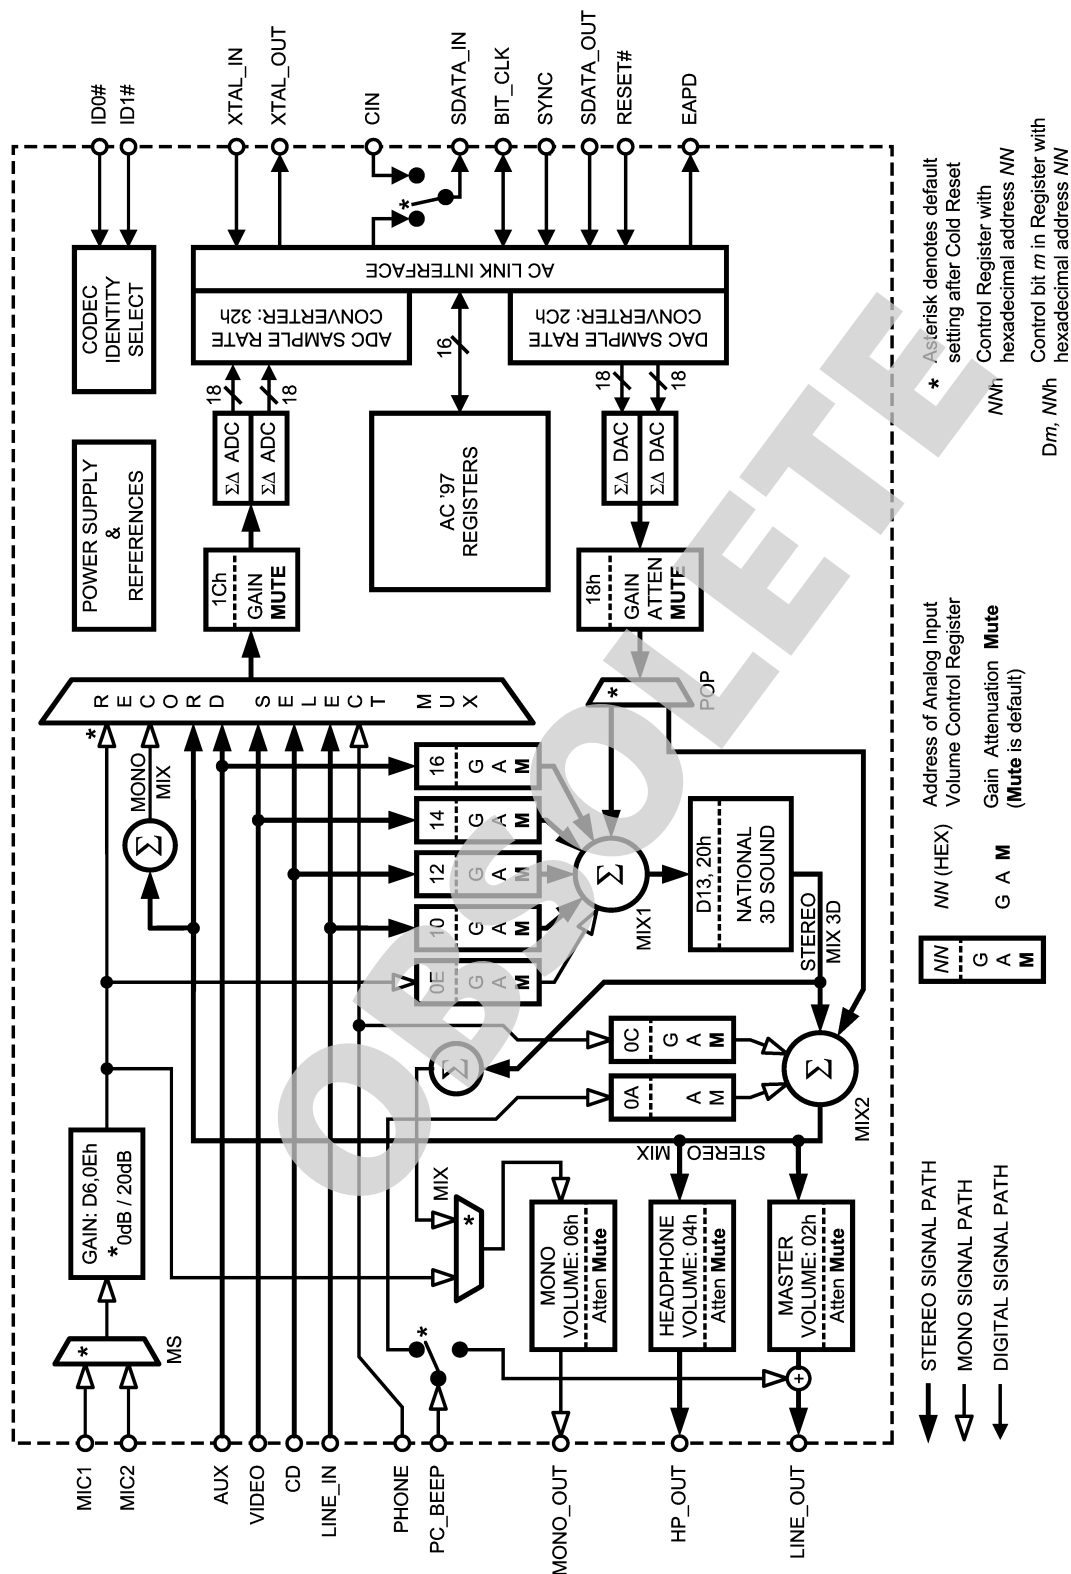 MIC1
MIC2
AUX
VIDEO
CD
LINE_IN
PHONE
PC_BEEP
MONO_OUT
HP_OUT
LINE_OUT
*
MS
GAIN: D6,0Eh
*0dB / 20dB
*
MIX
*
MONO
VOLUME: 06h
Atten Mute
HEADPHONE
VOLUME: 04h
Atten Mute
MASTER
VOLUME: 02h
Atten Mute
+
STEREO
MIX
Σ
MONO
MIX
Σ
*
RECORD SELECT MUX
0E
G A M
10
G A M
12
G A M
14
G A M
16
G A M
0A
A M
0C
G A M
Σ
MIX1
Σ
MIX2
D13, 20h
NATIONAL
3D SOUND
STEREO
MIX 3D
*
POP
POWER SUPPLY
&
REFERENCES
1Ch
GAIN
MUTE
18h
GAIN
ATTEN
MUTE
ΣΔ ADC
ΣΔ ADC
18
18
AC '97
REGISTERS
16
ΣΔ DAC
ΣΔ DAC
18
18
CODEC
IDENTITY
SELECT
ADC SAMPLE RATE
CONVERTER: 32h
DAC SAMPLE RATE
CONVERTER: 2Ch
AC LINK INTERFACE
*
ID0#
ID1#
XTAL_IN
XTAL_OUT
CIN
SDATA_IN
BIT_CLK
SYNC
SDATA_OUT
RESET#
EAPD
STEREO SIGNAL PATH
MONO SIGNAL PATH
DIGITAL SIGNAL PATH
NN
G A M
NN (HEX) Address of Analog Input
Volume Control Register
G A M Gain Attenuation Mute
(Mute is default)
* Asterisk denotes default
setting after Cold Reset
NNh Control Register with
hexadecimal address NN
Dm, NNh Control bit m in Register with
hexadecimal address NN
OBSOLETE